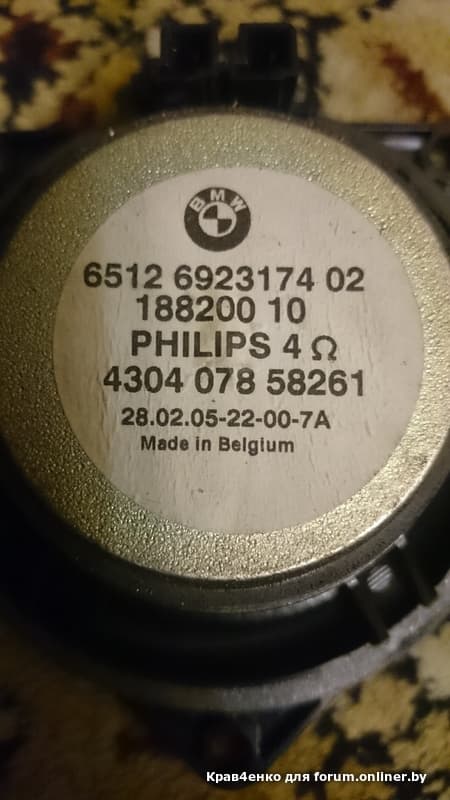 BMW
6512 6923174 02
188200 10
PHILIPS 4 Ω
4304 078 58261
28.02.05-22-00-7A
Made in Belgium
Крав4енко для forum.onliner.by